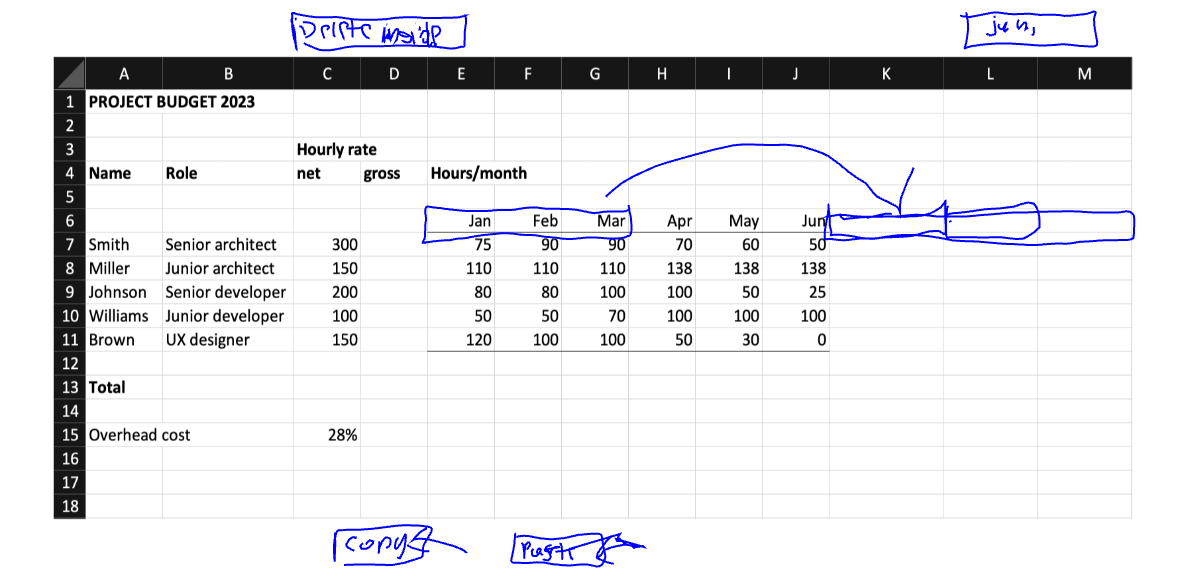 Delete inside
jun,
A B C D E F G H I J K L M
1 PROJECT BUDGET 2023
2
3 Hourly rate
4 Name Role net gross Hours/month
5
6 Jan Feb Mar Apr May Jun
7 Smith Senior architect 300 75 90 90 70 60 50
8 Miller Junior architect 150 110 110 110 138 138 138
9 Johnson Senior developer 200 80 80 100 100 50 25
10 Williams Junior developer 100 50 50 70 100 100 100
11 Brown UX designer 150 120 100 100 50 30 0
12
13 Total
14
15 Overhead cost 28%
16
17
18
copy